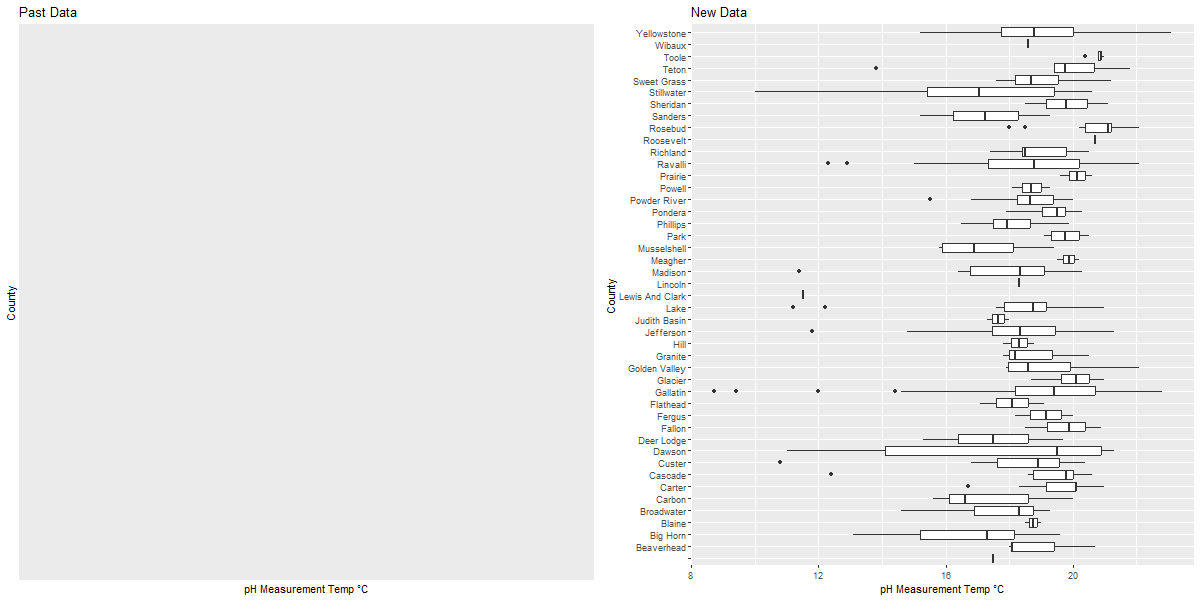 Past Data
County
pH Measurement Temp °C
New Data
County
Yellowstone
Wibaux
Toole
Teton
Sweet Grass
Stillwater
Sheridan
Sanders
Rosebud
Roosevelt
Richland
Ravalli
Prairie
Powell
Powder River
Pondera
Phillips
Park
Musselshell
Meagher
Madison
Lincoln
Lewis And Clark
Lake
Judith Basin
Jefferson
Hill
Granite
Golden Valley
Glacier
Gallatin
Flathead
Fergus
Fallon
Deer Lodge
Dawson
Custer
Cascade
Carter
Carbon
Broadwater
Blaine
Big Horn
Beaverhead
8 12 16 20
pH Measurement Temp °C